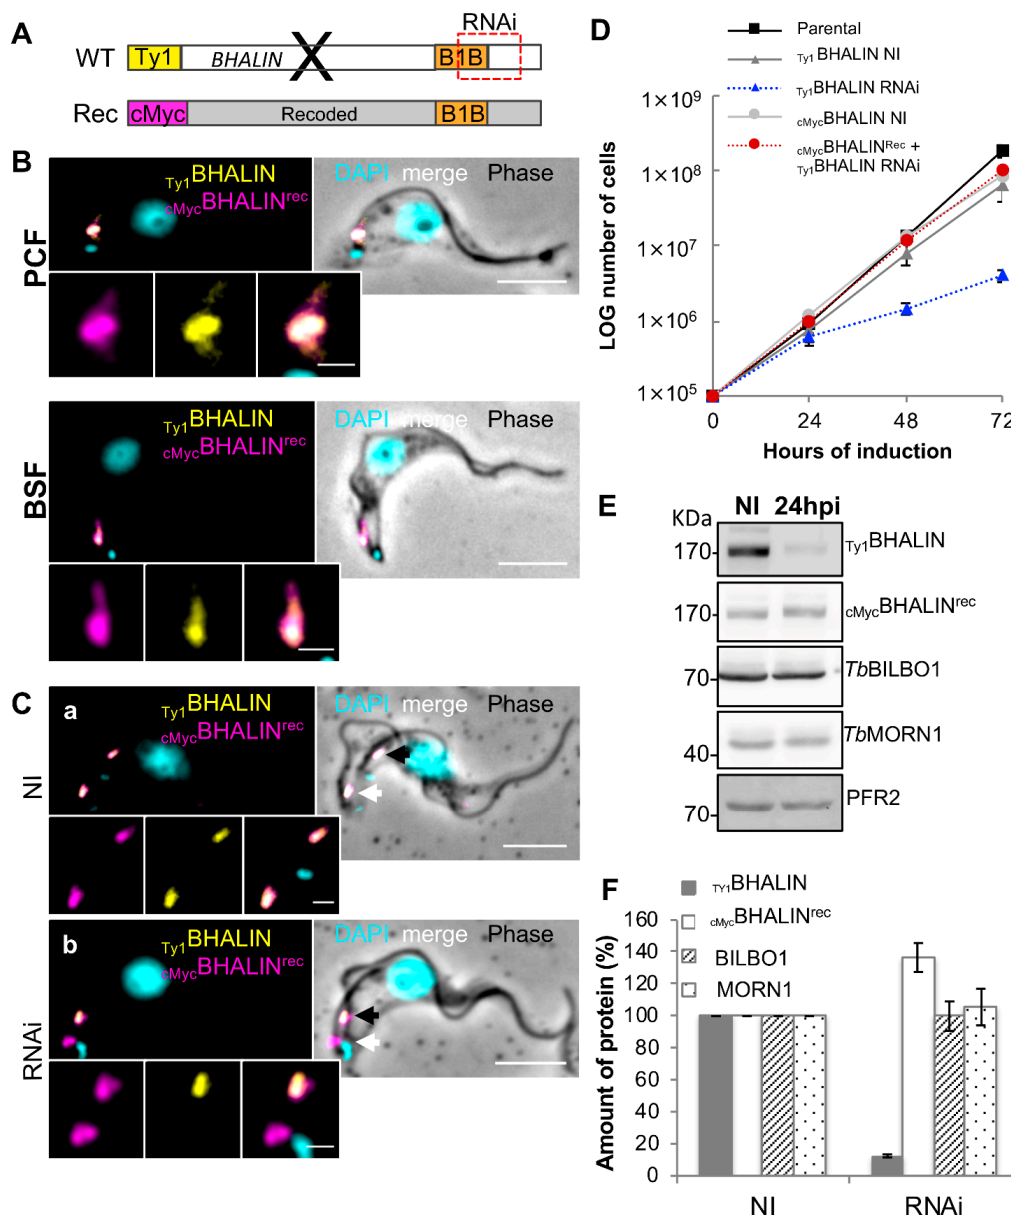 A
RNAi
WT Ty1 BHALIN X B1B
Rec cMyc Recoded B1B
B
PCF
Ty1BHALIN
cMycBHALINrec
DAPI merge Phase
BSF
Ty1BHALIN
cMycBHALINrec
DAPI merge Phase
C
a
NI
Ty1BHALIN
cMycBHALINrec
DAPI merge Phase
b
RNAi
Ty1BHALIN
cMycBHALINrec
DAPI merge Phase
D
Parental
Ty1BHALIN NI
Ty1BHALIN RNAi
cMycBHALIN NI
cMycBHALINRec +
Ty1BHALIN RNAi
LOG number of cells
1×10⁹
1×10⁸
1×10⁷
1×10⁶
1×10⁵
0 24 48 72
Hours of induction
E
NI 24hpi
KDa
170 Ty1BHALIN
170 cMycBHALINrec
70 TbBILBO1
40 TbMORN1
70 PFR2
F
TY1BHALIN
cMycBHALINrec
BILBO1
MORN1
Amount of protein (%)
160
140
120
100
80
60
40
20
0
NI RNAi